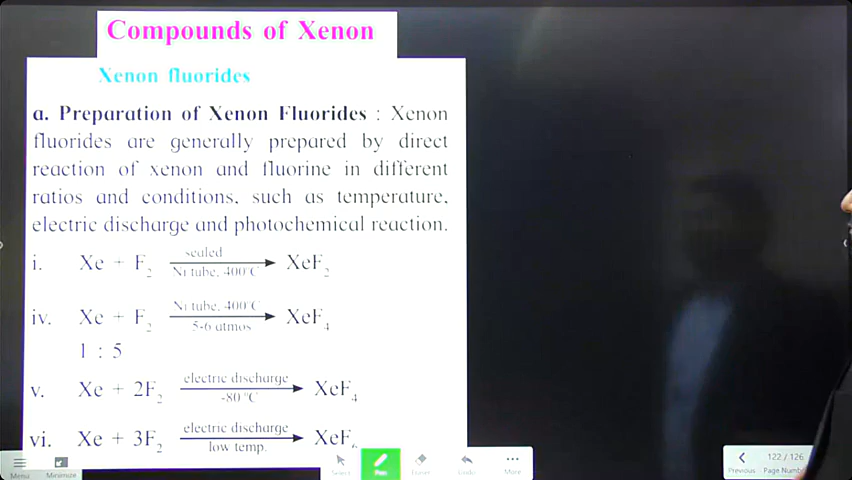 Compounds of Xenon
Xenon fluorides
a. Preparation of Xenon Fluorides : Xenon
fluorides are generally prepared by direct
reaction of xenon and fluorine in different
ratios and conditions, such as temperature,
electric discharge and photochemical reaction.
i. Xe + F₂ sealed Ni tube, 400°C → XeF₂
iv. Xe + F₂ Ni tube, 400°C 5-6 atmos → XeF₄
1 : 5
v. Xe + 2F₂ electric discharge -80 °C → XeF₄
vi. Xe + 3F₂ electric discharge low temp. → XeF₆
Menu Minimize Select Pen Eraser Undo More Previous 122 / 126 Page Number